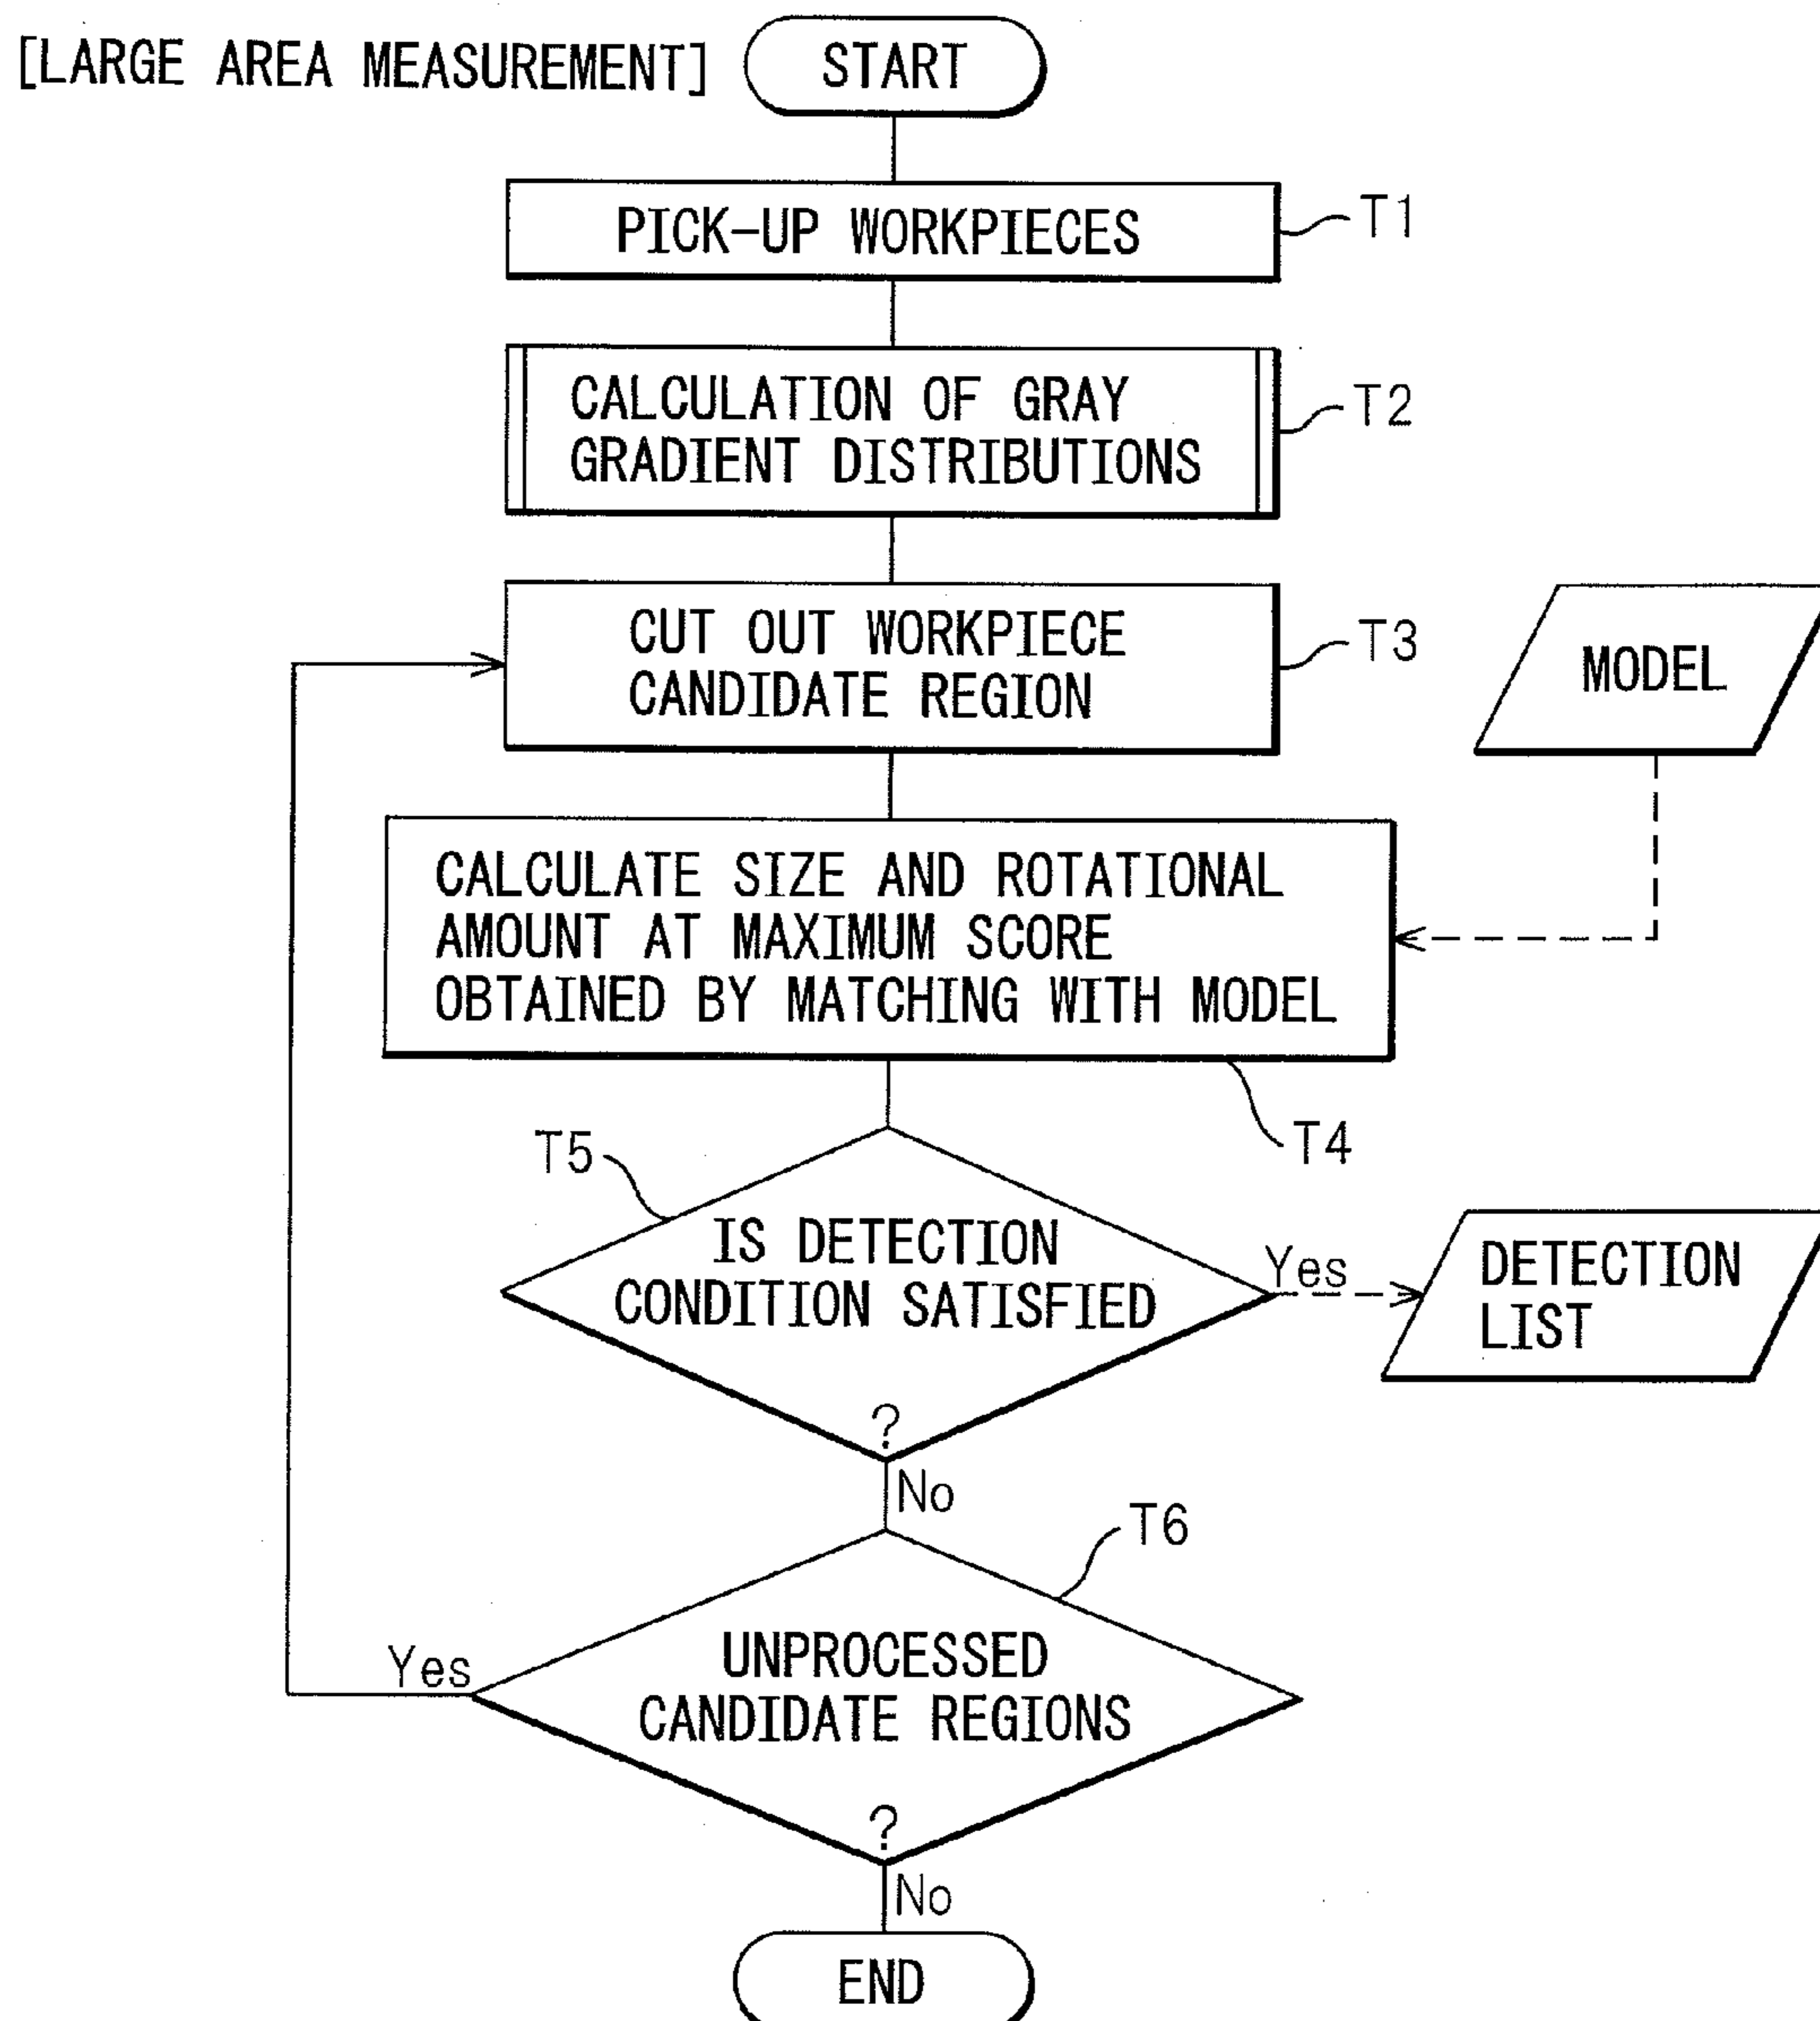 [LARGE AREA MEASUREMENT]
START
PICK-UP WORKPIECES
T1
CALCULATION OF GRAY
GRADIENT DISTRIBUTIONS
T2
CUT OUT WORKPIECE
CANDIDATE REGION
T3
MODEL
CALCULATE SIZE AND ROTATIONAL
AMOUNT AT MAXIMUM SCORE
OBTAINED BY MATCHING WITH MODEL
T4
T5
IS DETECTION
CONDITION SATISFIED
?
Yes
DETECTION
LIST
No
T6
UNPROCESSED
CANDIDATE REGIONS
?
Yes
No
END